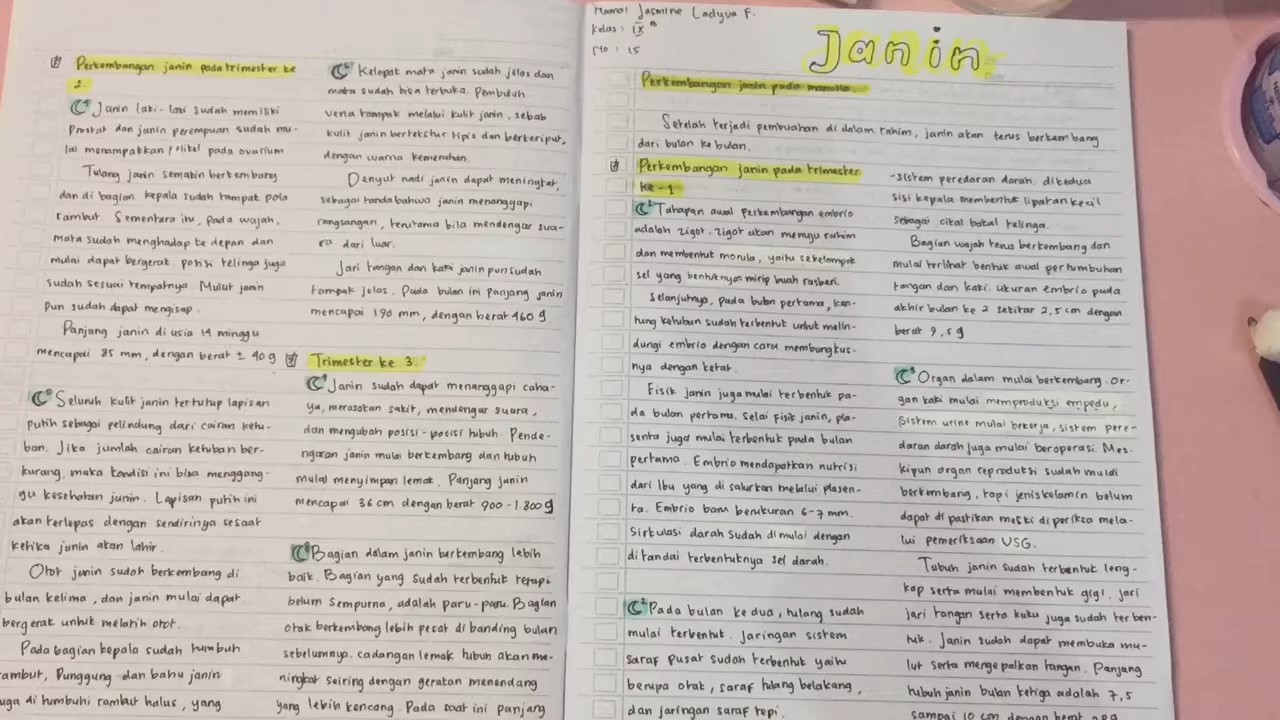 Perkembangan janin pada trimester ke
2.
Janin laki-laki sudah memiliki
Prostat dan janin perempuan sudah mu-
lai menampakkan folikel pada ovarium
Tulang janin semakin berkembang
dan di bagian kepala sudah tampak pola
rambut. Sementara ini, pada wajah,
mata sudah menghadap ke depan dan
mulai dapat bergerak. posisi telinga juga
sudah sesuai tempatnya. Mulut janin
pun sudah dapat mengisap.
Panjang janin di usia 14 minggu
mencapai 85 mm, dengan berat ± 40 g
Seluruh kulit janin tertutup lapisan
putih sebagai pelindung dari cairan ketu-
ban. Jika jumlah cairan ketuban ber-
kurang, maka kondisi ini bisa menggang-
gu kesehatan janin. Lapisan putih ini
akan terlepas dengan sendirinya sesaat
ketika janin akan lahir.
Otot janin sudah berkembang di
bulan kelima, dan janin mulai dapat
bergerak untuk melatih otot.
Pada bagian kepala sudah tumbuh
rambut, Punggung dan bahu janin
juga di tumbuhi rambut halus, yang
Kelopak mata janin sudah jelas dan
mata sudah bisa terbuka. Pembuluh
vena tampak melalui kulit janin, sebab
kulit janin bertekstur tipis dan berkeriput,
dengan warna kemerahan.
Denyut nadi janin dapat meningkat,
sebagai tanda bahwa janin menanggapi
rangsangan, terutama bila mendengar sua-
ra dari luar.
Jari tangan dan kaki janin pun sudah
tampak jelas. Pada bulan ini panjang janin
mencapai 190 mm, dengan berat 460 g
Trimester ke 3.
Janin sudah dapat menanggapi caha-
ya, merasakan sakit, mendengar suara,
dan mengubah posisi-posisi tubuh. Pende-
ngaran janin mulai berkembang dan tubuh
mulai menyimpan lemak. Panjang janin
mencapai 36 cm dengan berat 900-1.800 g
Bagian dalam janin berkembang lebih
baik. Bagian yang sudah terbentuk tetapi
belum sempurna, adalah paru-paru. Bagian
otak berkembang lebih pesat di banding bulan
sebelumnya. cadangan lemak tubuh akan me-
ningkat seiring dengan gerakan menendang
yang lebih kencang. Pada saat ini panjang
Nama: Jasmine Ladyva F.
Kelas: IX B
No : 15
Janin
Perkembangan janin pada manusia.
Setelah terjadi pembuahan di dalam rahim, janin akan terus berkembang
dari bulan ke bulan.
Perkembangan janin pada trimester
ke-1
Tahapan awal perkembangan embrio
adalah zigot. zigot akan menuju rahim
dan membentuk morula, yaitu sekelompok
sel yang bentuknya mirip buah rasberi.
Selanjutnya, pada bulan pertama, kan-
tung ketuban sudah terbentuk untuk melin-
dungi embrio dengan cara membungkus-
nya dengan ketat.
Fisik janin juga mulai terbentuk pa-
da bulan pertama. Selai fisik janin, pla-
senta juga mulai terbentuk pada bulan
pertama. Embrio mendapatkan nutrisi
dari Ibu yang di salurkan melalui plasen-
ta. Embrio baru berukuran 6-7 mm.
Sirkulasi darah sudah di mulai dengan
di tandai terbentuknya sel darah.
Pada bulan kedua, tulang sudah
mulai terbentuk. Jaringan sistem
saraf pusat sudah terbentuk yaitu
berupa otak, saraf tulang belakang,
dan jaringan saraf tepi.
-Sistem peredaran darah. dikedua
sisi kepala membentuk lipatan kecil
sebagai cikal bakal telinga.
Bagian wajah terus berkembang dan
mulai terlihat bentuk awal pertumbuhan
tangan dan kaki. ukuran embrio pada
akhir bulan ke 2 sekitar 2,5 cm dengan
berat 9,5 g
Organ dalam mulai berkembang. Or-
gan kaki mulai memproduksi empedu,
Sistem urine mulai bekerja, sistem pere-
daran darah juga mulai beroperasi. Mes-
kipun organ reproduksi sudah mulai
berkembang, tapi jenis kelamin belum
dapat di pastikan meski di periksa mela-
lui pemeriksaan USG.
Tubuh janin sudah terbentuk leng-
kap serta mulai membentuk gigi. jari
jari tangan serta kuku juga sudah terben-
tuk. Janin sudah dapat membuka mu-
lut serta mengepalkan tangan. Panjang
tubuh janin bulan ketiga adalah 7,5
sampai 10 cm dengan berat 28 g